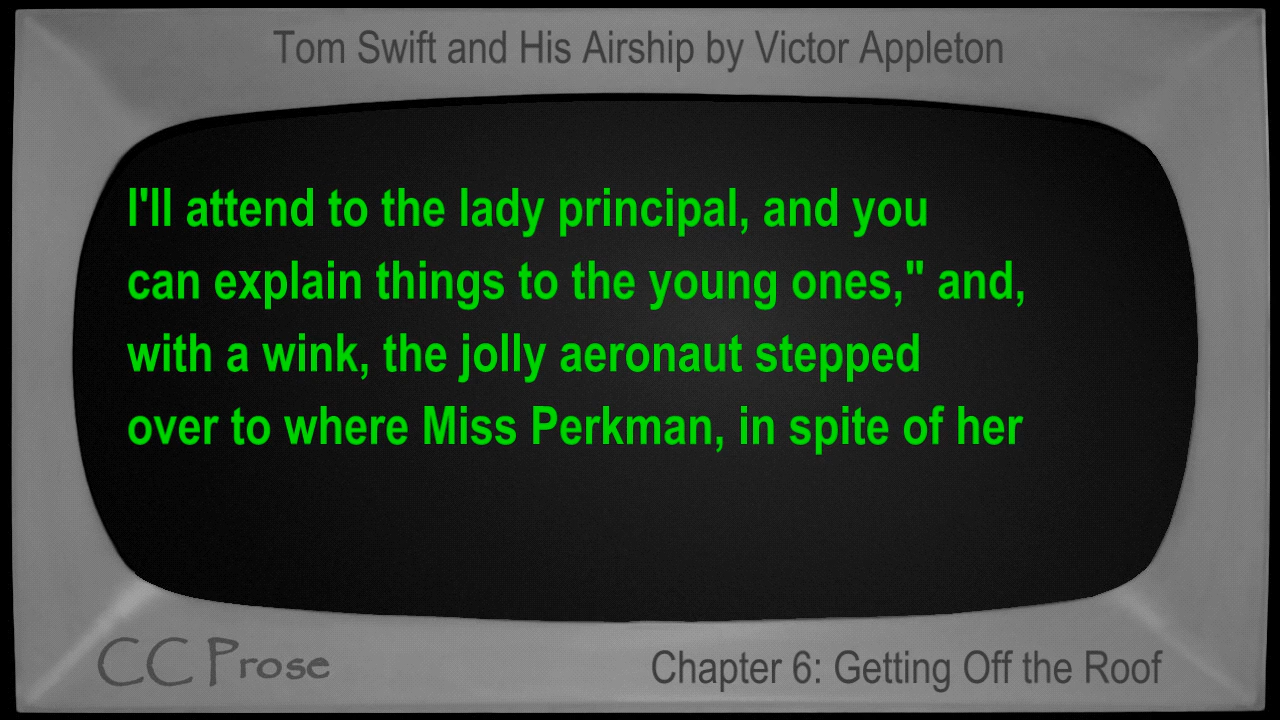 Tom Swift and His Airship by Victor Appleton
I'll attend to the lady principal, and you
can explain things to the young ones," and,
with a wink, the jolly aeronaut stepped
over to where Miss Perkman, in spite of her
CC Prose
Chapter 6: Getting Off the Roof